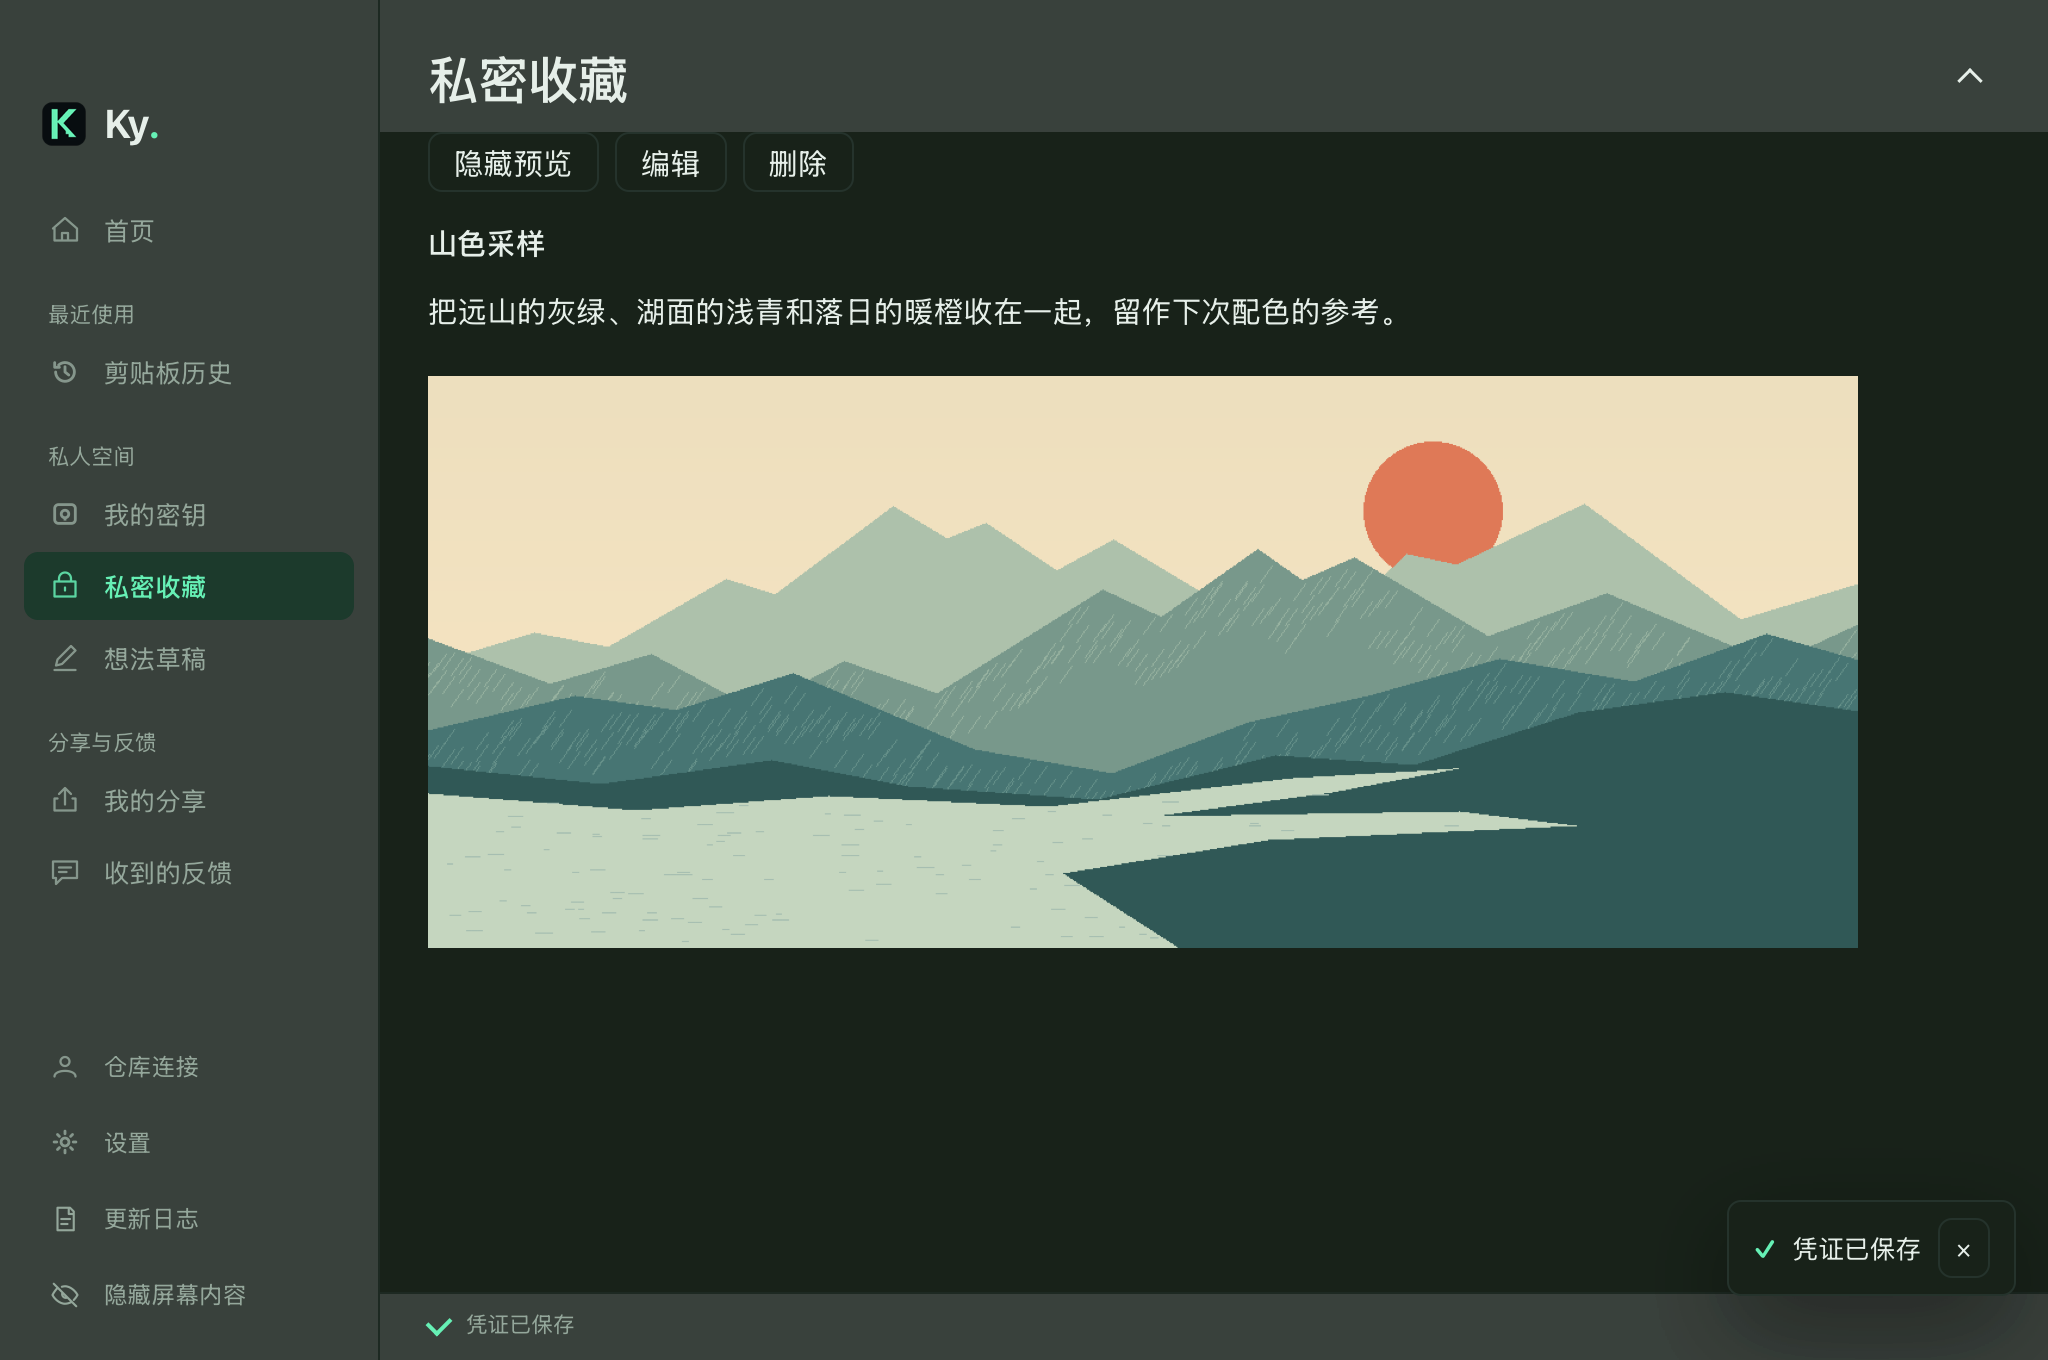 Ky.
首页
最近使用
剪贴板历史
私人空间
我的密钥
私密收藏
想法草稿
分享与反馈
我的分享
收到的反馈
仓库连接
设置
更新日志
隐藏屏幕内容
私密收藏
隐藏预览 编辑 删除
山色采样
把远山的灰绿、湖面的浅青和落日的暖橙收在一起，留作下次配色的参考。
凭证已保存 ×
凭证已保存